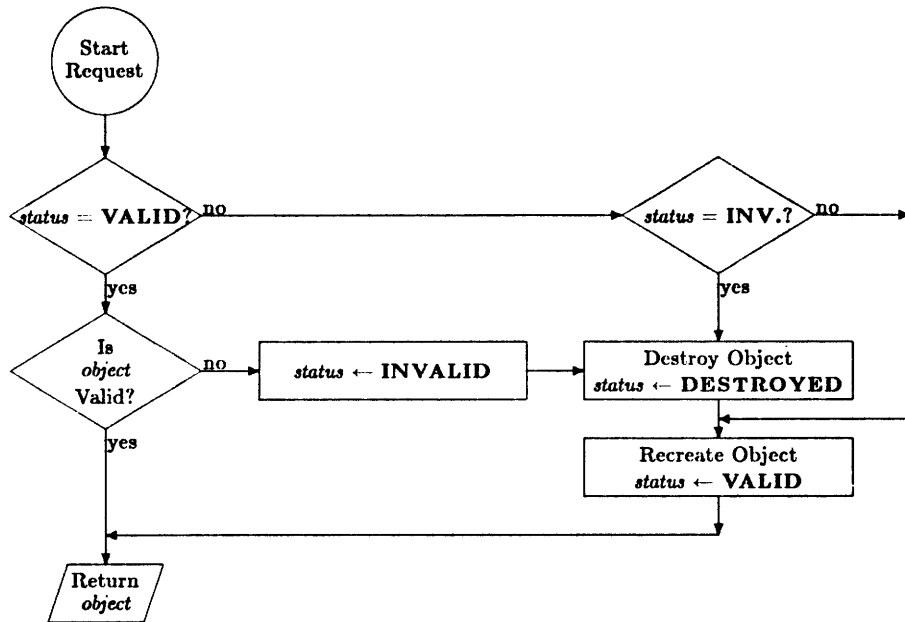 Start
Request
status = VALID?
no
status = INV.?
no
yes
yes
Is
object
Valid?
no
status ← INVALID
Destroy Object
status ← DESTROYED
yes
Recreate Object
status ← VALID
Return
object